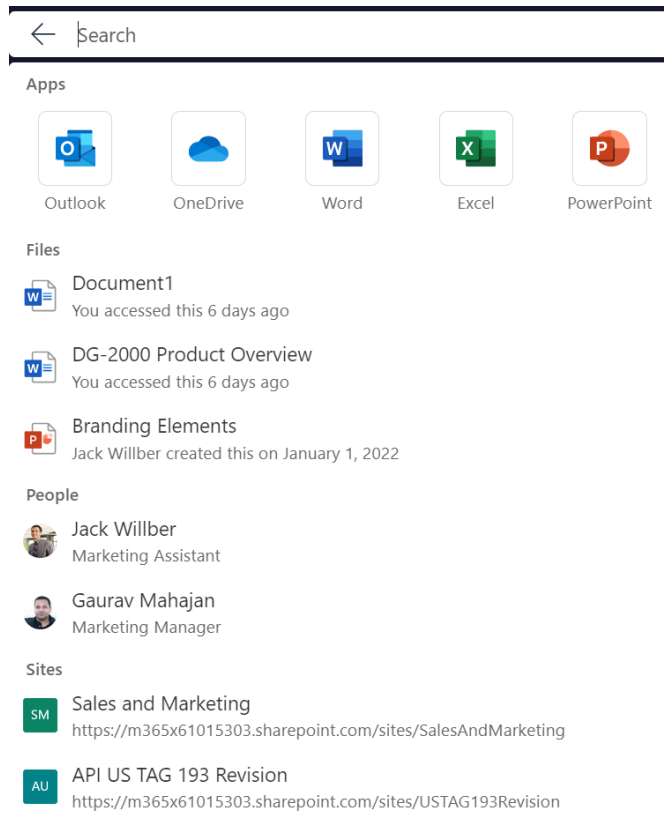 Search
Apps
Outlook OneDrive Word Excel PowerPoint
Files
Document1
You accessed this 6 days ago
DG-2000 Product Overview
You accessed this 6 days ago
Branding Elements
Jack Willber created this on January 1, 2022
People
Jack Willber
Marketing Assistant
Gaurav Mahajan
Marketing Manager
Sites
SM
Sales and Marketing
https://m365x61015303.sharepoint.com/sites/SalesAndMarketing
AU
API US TAG 193 Revision
https://m365x61015303.sharepoint.com/sites/USTAG193Revision